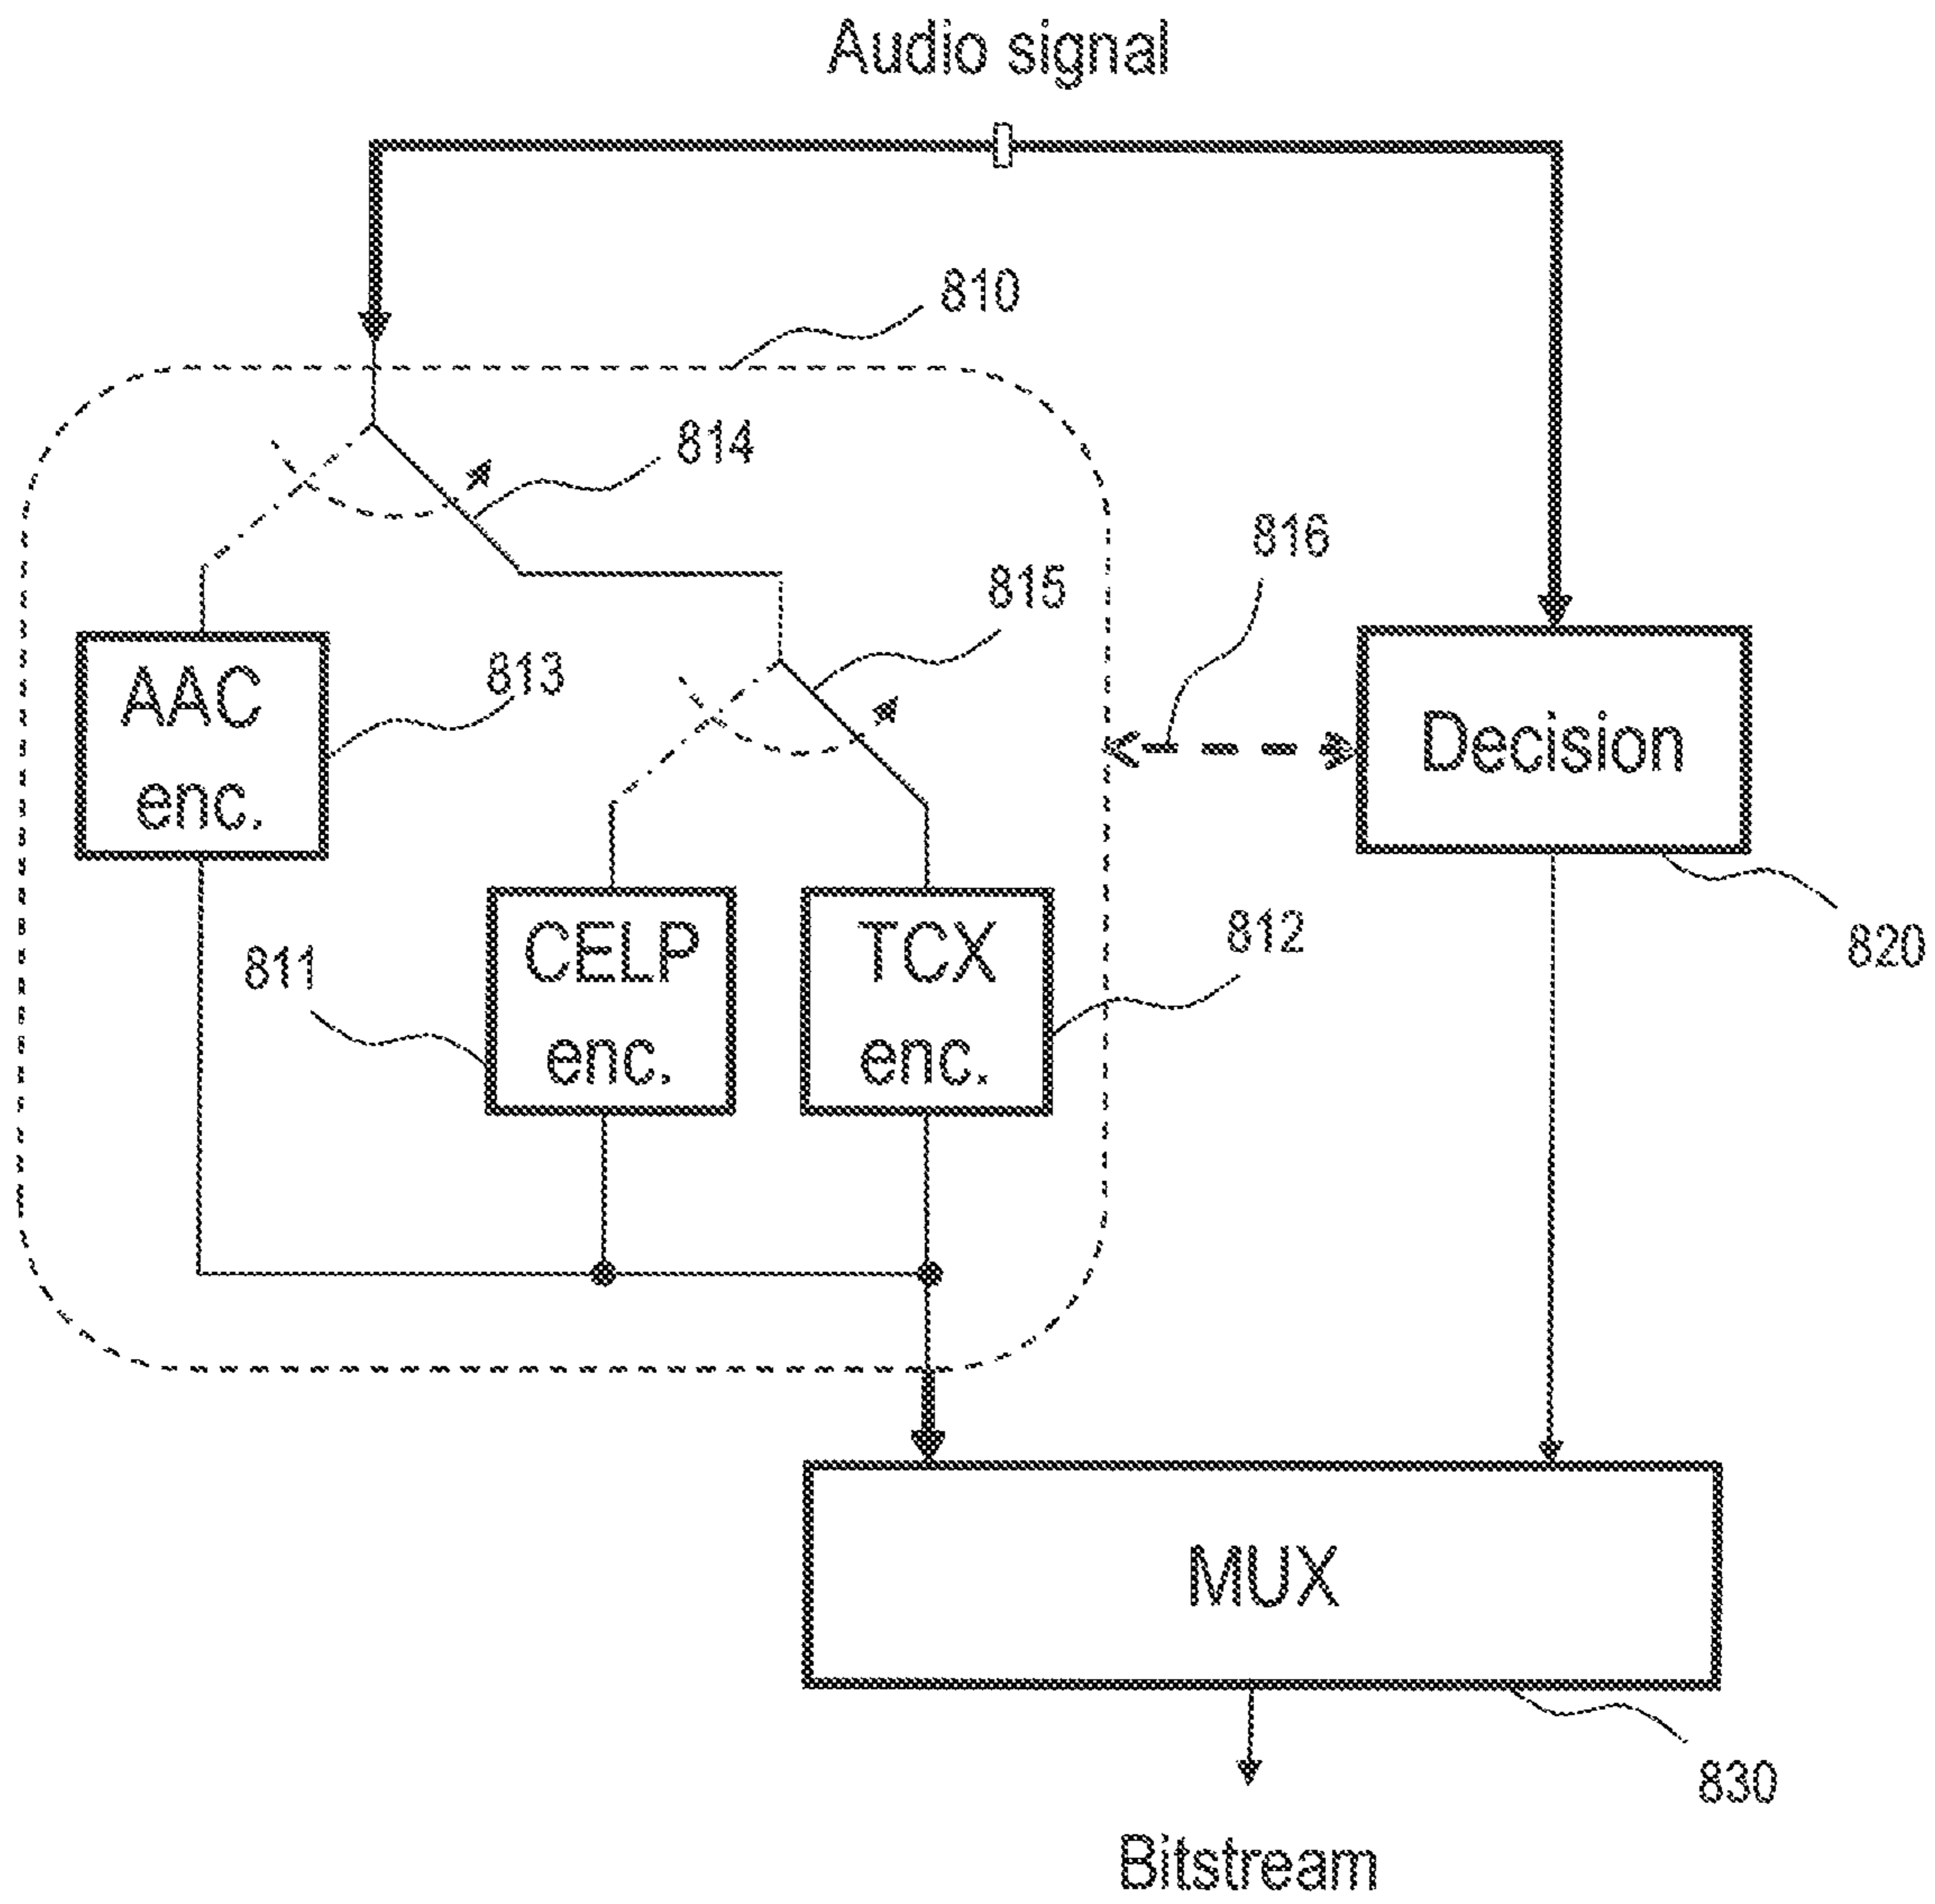 Audio signal
810
814
816
815
AAC
enc.
813
Decision
820
811
CELP
enc.
TCX
enc.
812
MUX
830
Bitstream